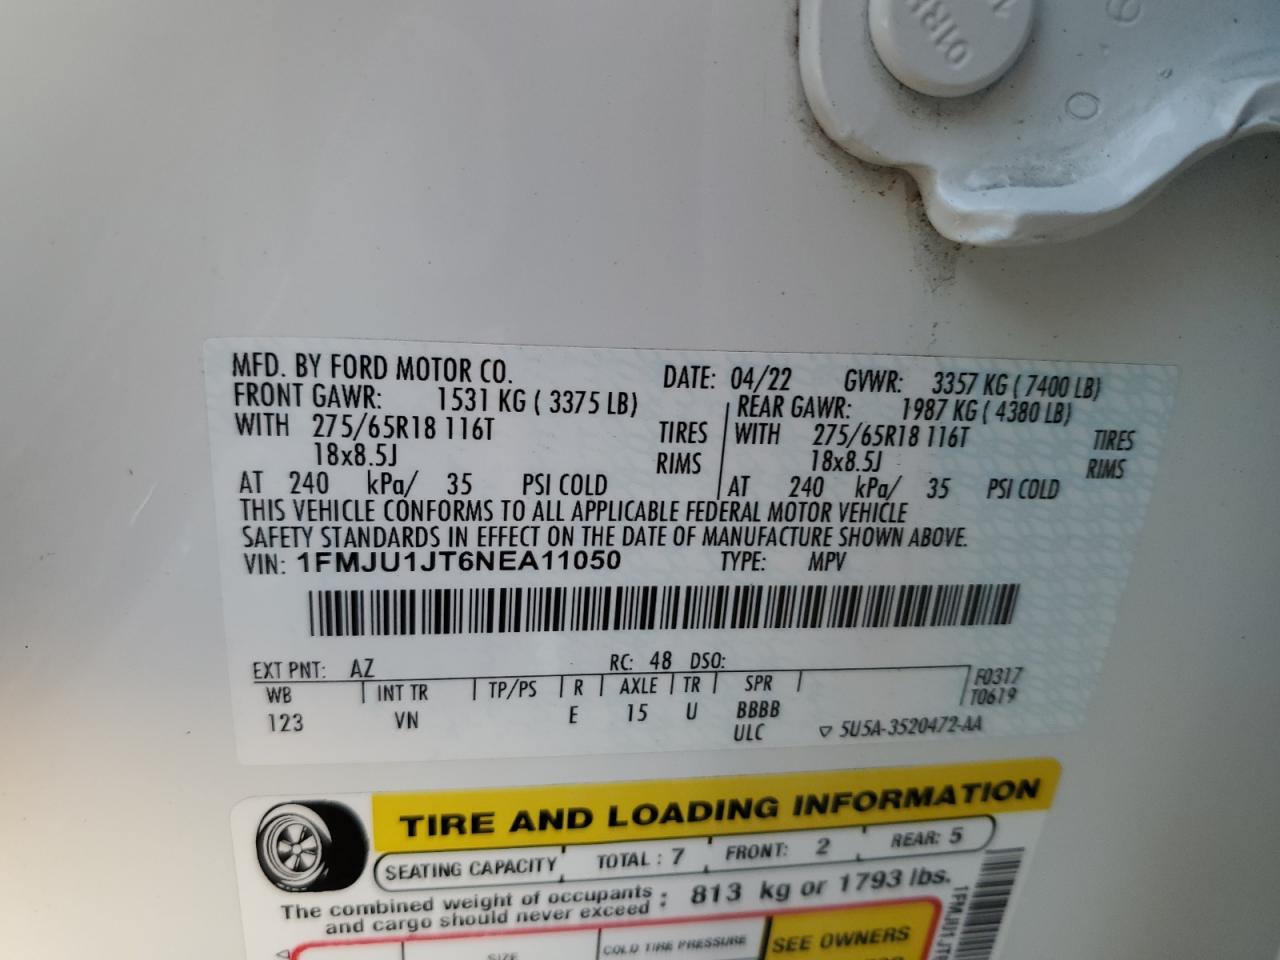 MFD. BY FORD MOTOR CO. DATE: 04/22 GVWR: 3357 KG ( 7400 LB)
FRONT GAWR: 1531 KG ( 3375 LB) REAR GAWR: 1987 KG ( 4380 LB)
WITH 275/65R18 116T TIRES WITH 275/65R18 116T TIRES
18x8.5J RIMS 18x8.5J RIMS
AT 240 kPa/ 35 PSI COLD AT 240 kPa/ 35 PSI COLD
THIS VEHICLE CONFORMS TO ALL APPLICABLE FEDERAL MOTOR VEHICLE
SAFETY STANDARDS IN EFFECT ON THE DATE OF MANUFACTURE SHOWN ABOVE.
VIN: 1FMJU1JT6NEA11050 TYPE: MPV
EXT PNT: AZ RC: 48 DSO:
WB INT TR TP/PS R AXLE TR SPR F0317
T0619
123 VN E 15 U BBBB
ULC ▽ 5U5A-3520472-AA
TIRE AND LOADING INFORMATION
SEATING CAPACITY TOTAL : 7 FRONT: 2 REAR: 5
The combined weight of occupants : 813 kg or 1793 lbs.
and cargo should never exceed
SIZE COLD TIRE PRESSURE SEE OWNERS